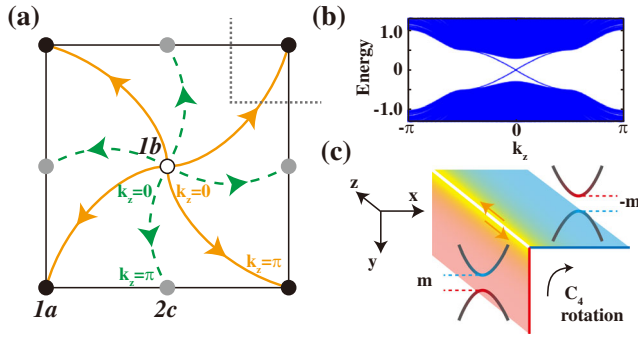 (a)
1b
k_z=0
k_z=0
k_z=π
k_z=π
1a
2c
(b)
Energy
1.0
0
-1.0
-π
0
π
k_z
(c)
z
x
y
-m
m
C_4
rotation